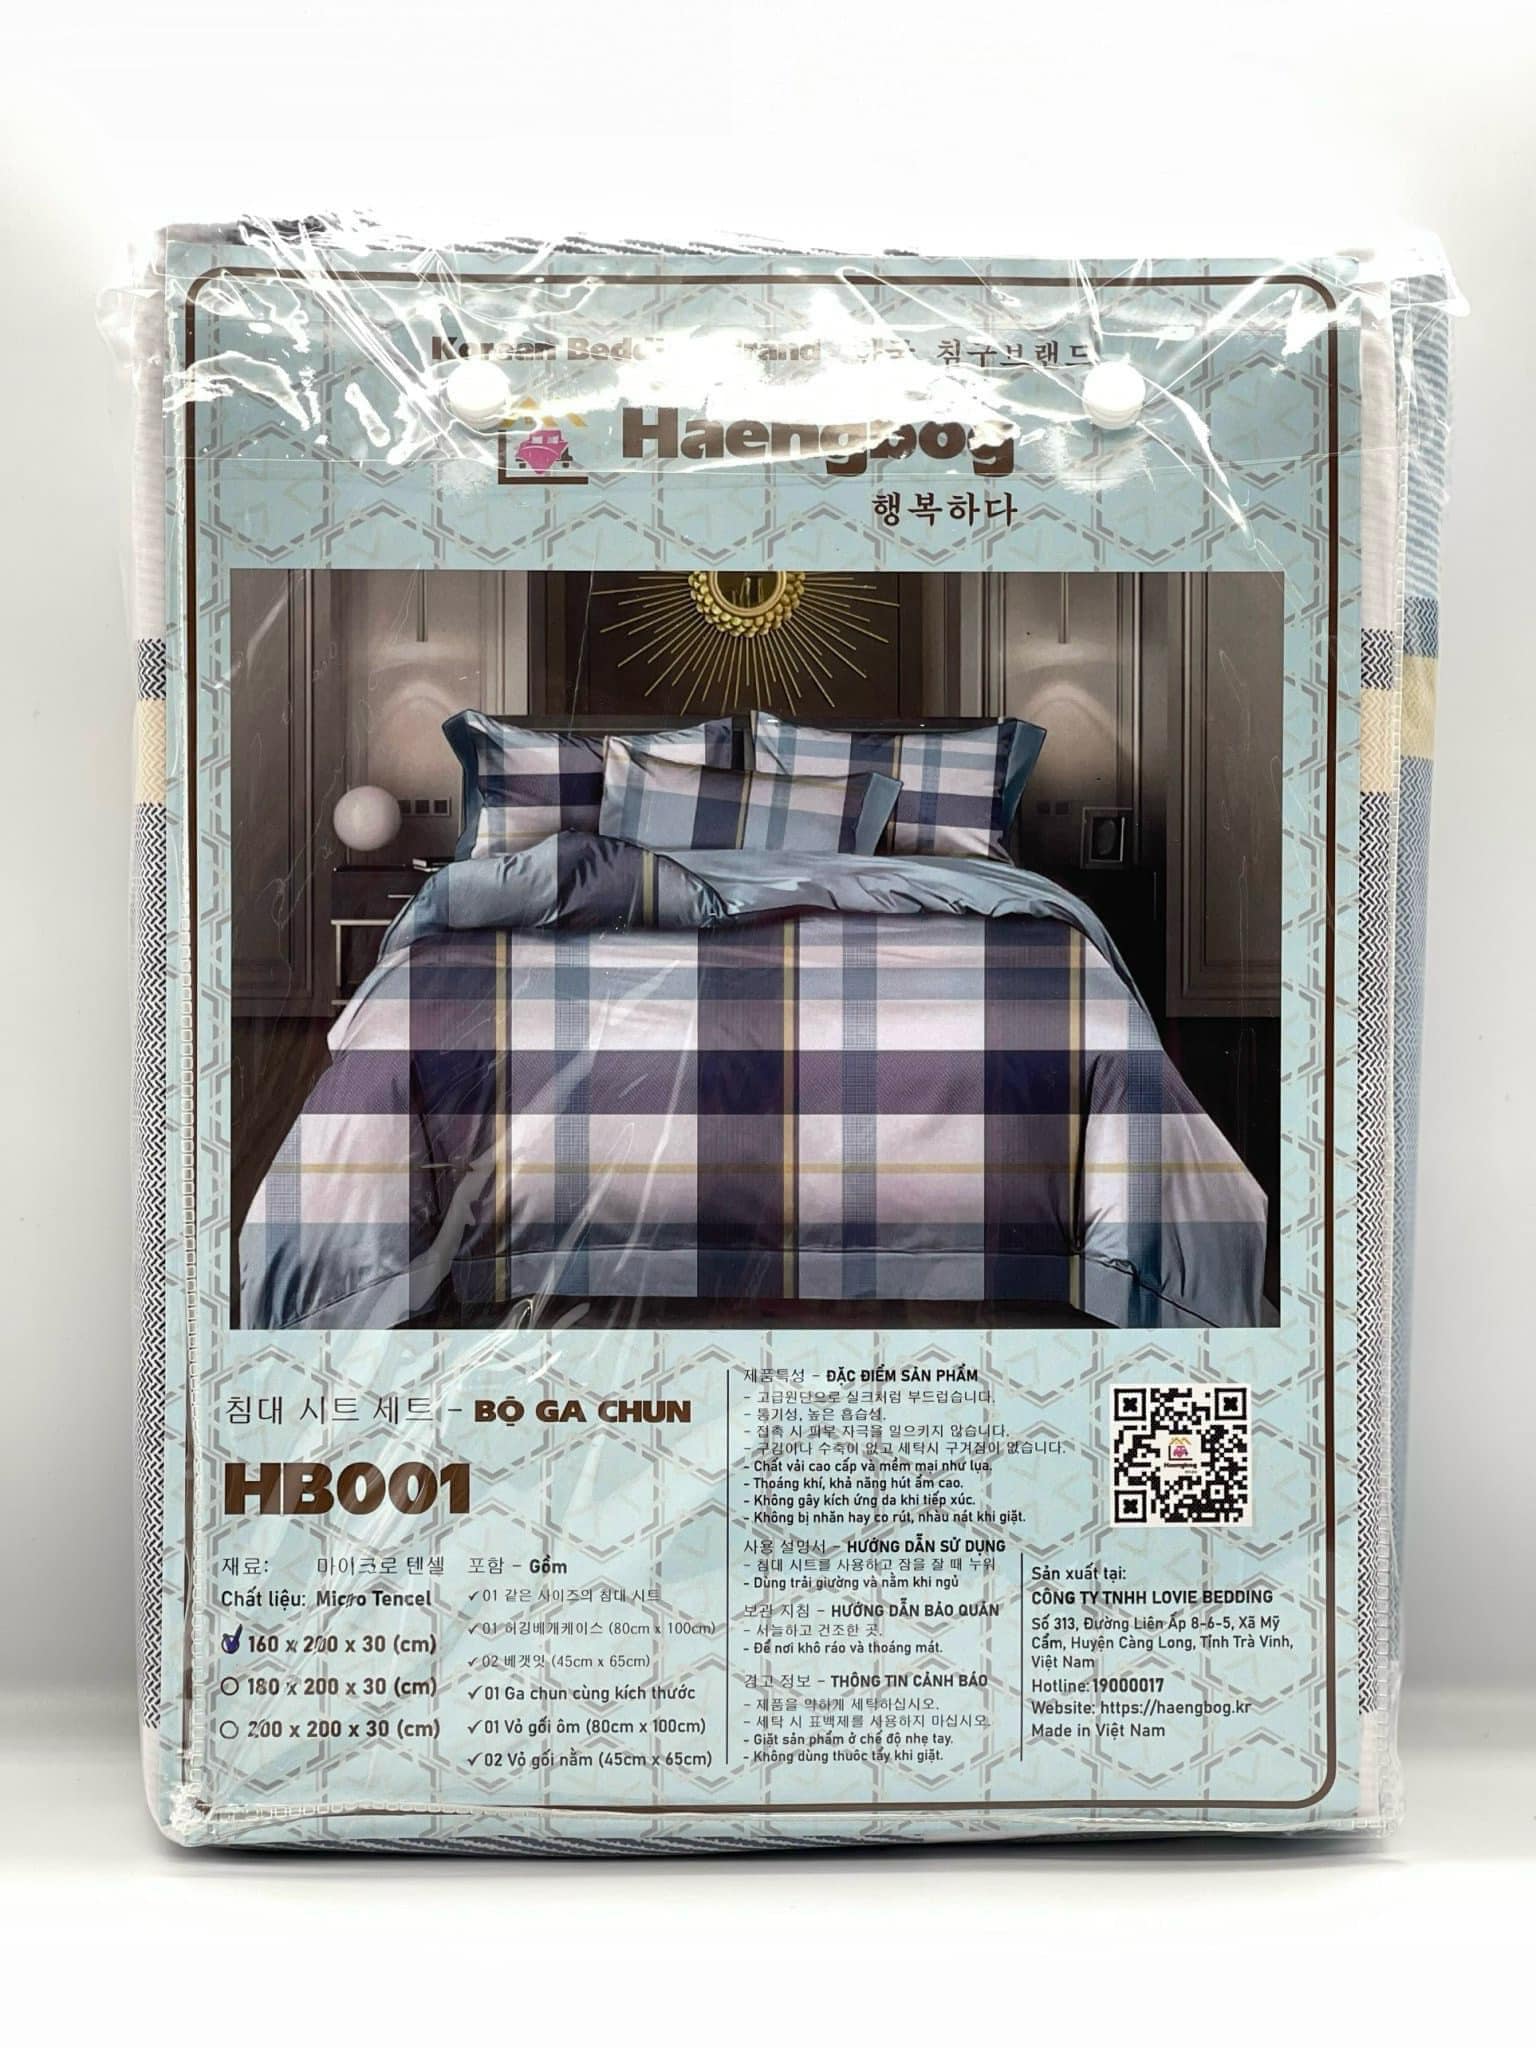 Korean Bedding Brand - 한국 침구브랜드
Haengbog
행복하다
침대 시트 세트 - BỘ GA CHUN
HB001
재료: 마이크로 텐셀
Chất liệu: Micro Tencel
160 x 200 x 30 (cm)
180 x 200 x 30 (cm)
200 x 200 x 30 (cm)
포함 - Gồm
✓ 01 같은 사이즈의 침대 시트
✓ 01 허깅베개케이스 (80cm x 100cm)
✓ 02 베갯잇 (45cm x 65cm)
✓ 01 Ga chun cùng kích thước
✓ 01 Vỏ gối ôm (80cm x 100cm)
✓ 02 Vỏ gối nằm (45cm x 65cm)
제품특성 - ĐẶC ĐIỂM SẢN PHẨM
- 고급원단으로 실크처럼 부드럽습니다.
- 통기성, 높은 흡습성.
- 접촉 시 피부 자극을 일으키지 않습니다.
- 구김이나 수축이 없고 세탁시 구겨짐이 없습니다.
- Chất vải cao cấp và mềm mại như lụa.
- Thoáng khí, khả năng hút ẩm cao.
- Không gây kích ứng da khi tiếp xúc.
- Không bị nhăn hay co rút, nhàu nát khi giặt.
사용 설명서 - HƯỚNG DẪN SỬ DỤNG
- 침대 시트를 사용하고 잠을 잘 때 누워
- Dùng trải giường và nằm khi ngủ
보관 지침 - HƯỚNG DẪN BẢO QUẢN
- 서늘하고 건조한 곳.
- Để nơi khô ráo và thoáng mát.
경고 정보 - THÔNG TIN CẢNH BÁO
- 제품을 약하게 세탁하십시오.
- 세탁 시 표백제를 사용하지 마십시오.
- Giặt sản phẩm ở chế độ nhẹ tay.
- Không dùng thuốc tẩy khi giặt.
Haengbog
Sản xuất tại:
CÔNG TY TNHH LOVIE BEDDING
Số 313, Đường Liên Ấp 8-6-5, Xã Mỹ
Cẩm, Huyện Càng Long, Tỉnh Trà Vinh,
Việt Nam
Hotline: 19000017
Website: https://haengbog.kr
Made in Việt Nam